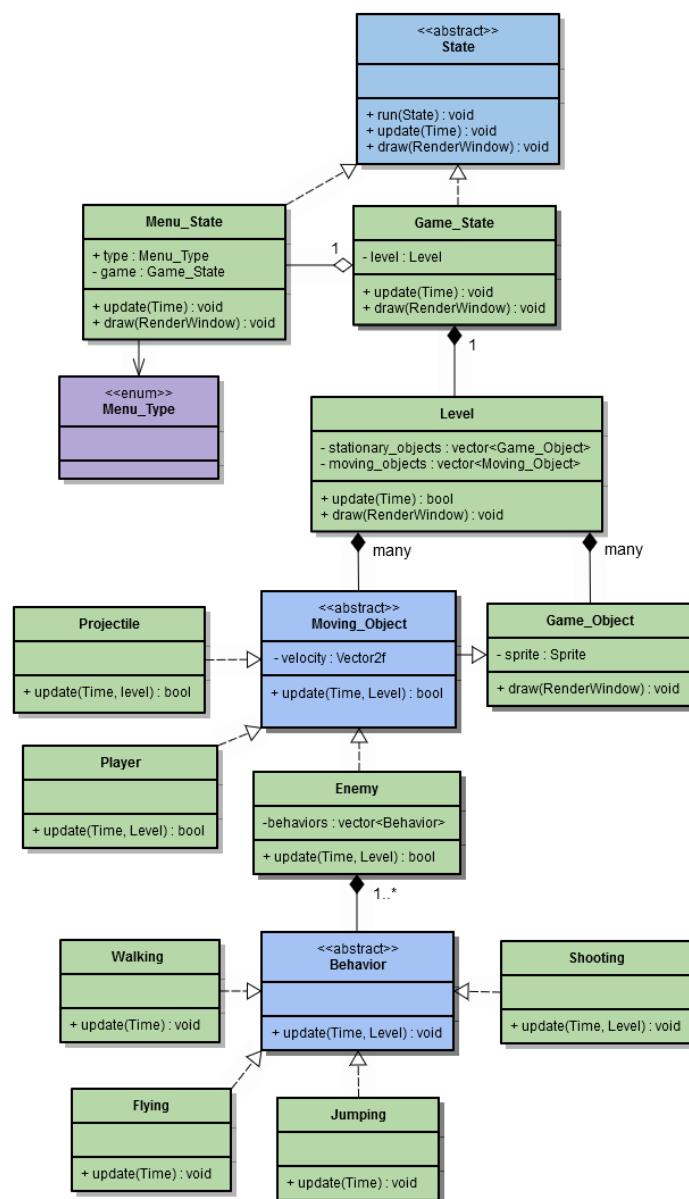 <<abstract>>
State
+ run(State) : void
+ update(Time) : void
+ draw(RenderWindow) : void
Menu_State
+ type : Menu_Type
- game : Game_State
+ update(Time) : void
+ draw(RenderWindow) : void
1
Game_State
- level : Level
+ update(Time) : void
+ draw(RenderWindow) : void
1
<<enum>>
Menu_Type
Level
- stationary_objects : vector<Game_Object>
- moving_objects : vector<Moving_Object>
+ update(Time) : bool
+ draw(RenderWindow) : void
many
many
Projectile
+ update(Time, level) : bool
<<abstract>>
Moving_Object
- velocity : Vector2f
+ update(Time, Level) : bool
Game_Object
- sprite : Sprite
+ draw(RenderWindow) : void
Player
+ update(Time, Level) : bool
Enemy
-behaviors : vector<Behavior>
+ update(Time, Level) : bool
1..*
Walking
+ update(Time) : void
<<abstract>>
Behavior
+ update(Time, Level) : void
Shooting
+ update(Time, Level) : void
Flying
+ update(Time) : void
Jumping
+ update(Time) : void